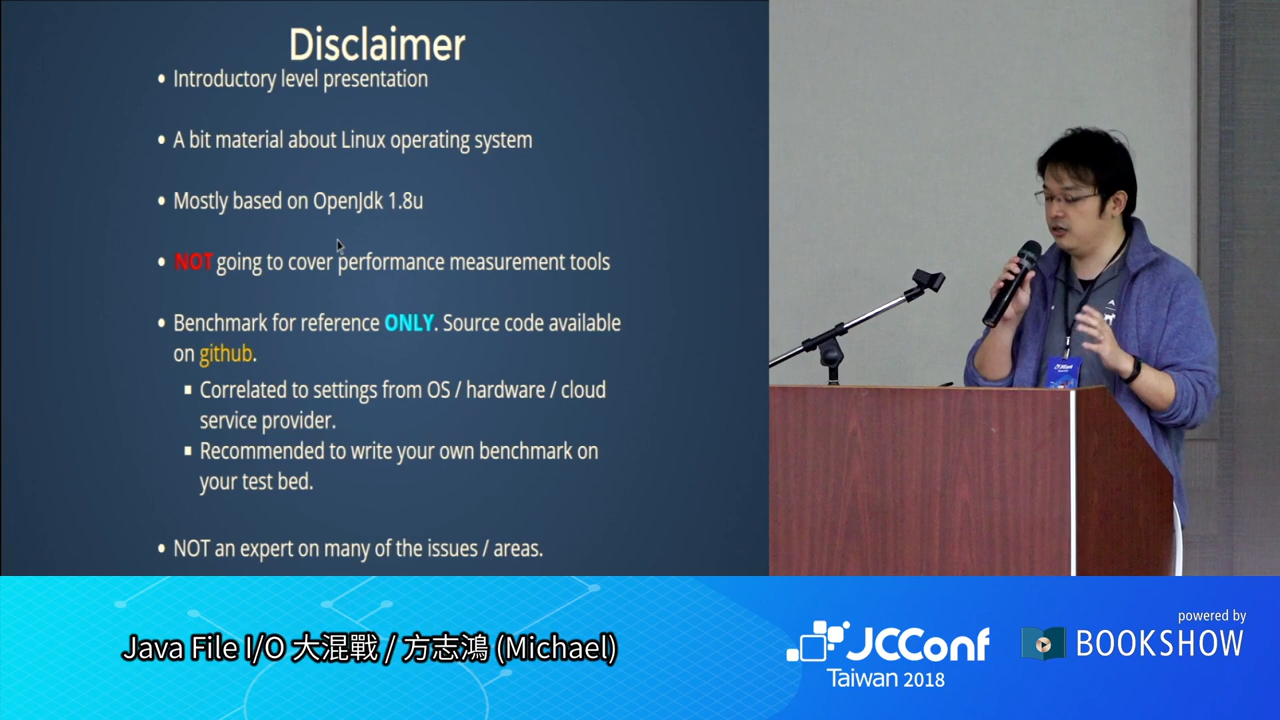 Disclaimer
• Introductory level presentation
• A bit material about Linux operating system
• Mostly based on OpenJdk 1.8u
• NOT going to cover performance measurement tools
• Benchmark for reference ONLY. Source code available
on github.
▪ Correlated to settings from OS / hardware / cloud
service provider.
▪ Recommended to write your own benchmark on
your test bed.
• NOT an expert on many of the issues / areas.
Java File I/O 大混戰 / 方志鴻 (Michael)
JCConf
Taiwan 2018
powered by
BOOKSHOW